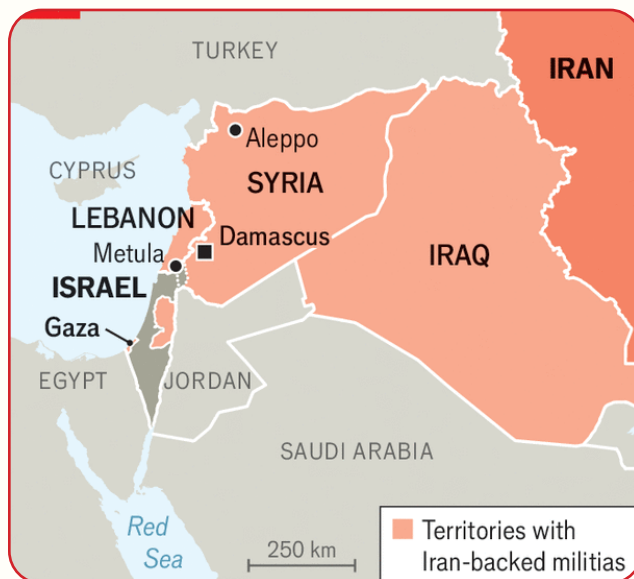 TURKEY
IRAN
Aleppo
CYPRUS
SYRIA
LEBANON
Damascus
Metula
IRAQ
ISRAEL
Gaza
EGYPT
JORDAN
SAUDI ARABIA
Red
Sea
250 km
Territories with
Iran-backed militias